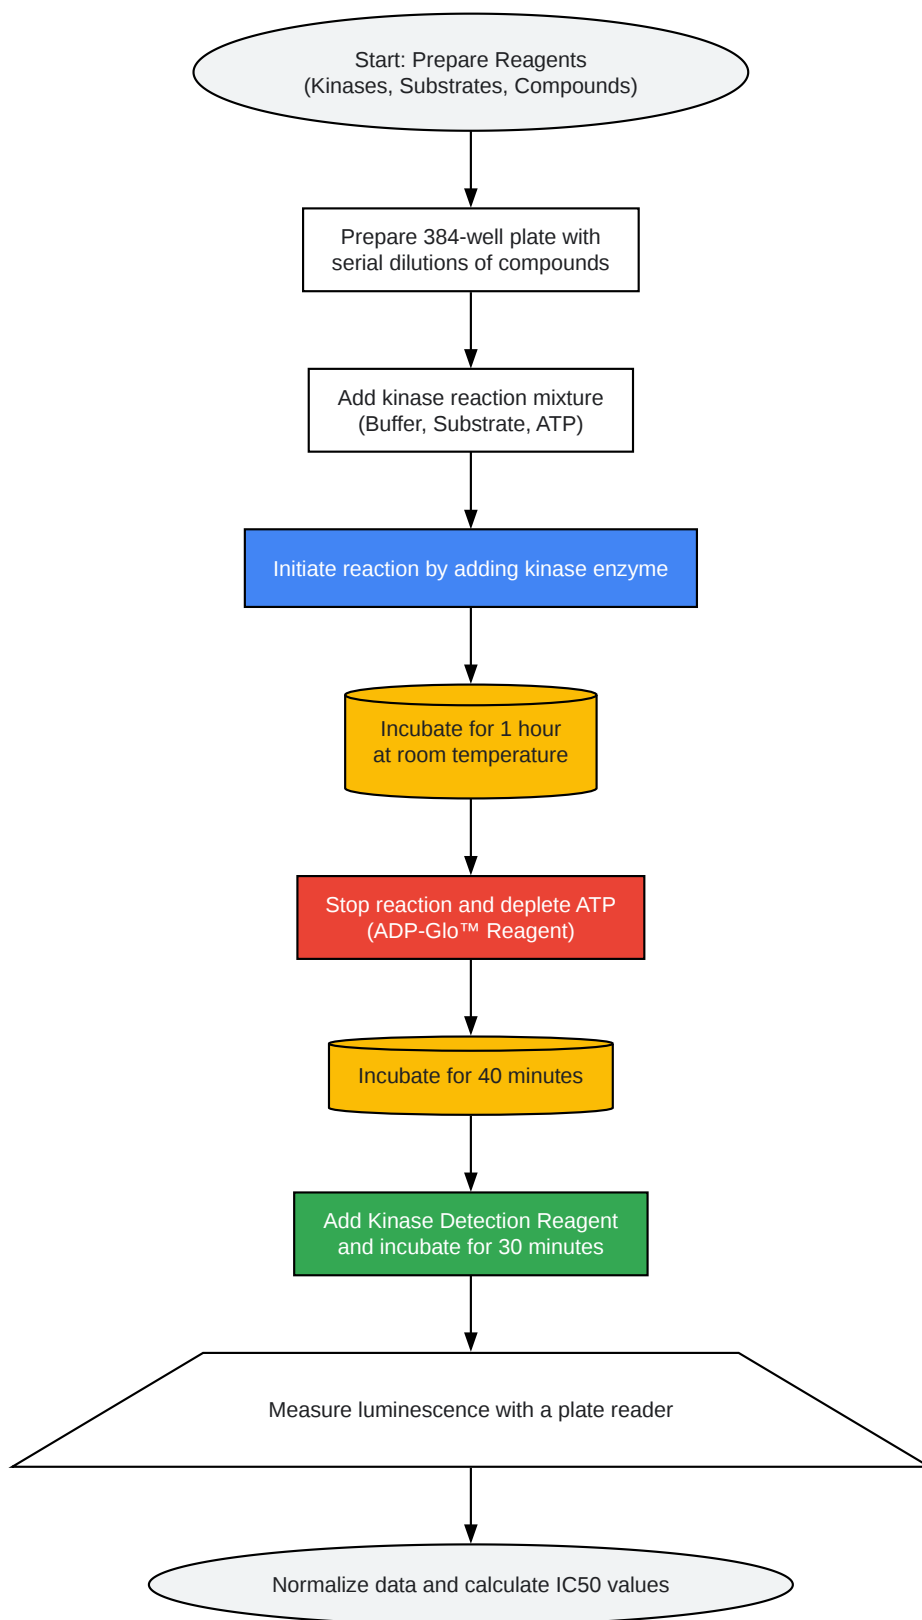 Start: Prepare Reagents
(Kinases, Substrates, Compounds)
Prepare 384-well plate with
serial dilutions of compounds
Add kinase reaction mixture
(Buffer, Substrate, ATP)
Initiate reaction by adding kinase enzyme
Incubate for 1 hour
at room temperature
Stop reaction and deplete ATP
(ADP-Glo™ Reagent)
Incubate for 40 minutes
Add Kinase Detection Reagent
and incubate for 30 minutes
Measure luminescence with a plate reader
Normalize data and calculate IC50 values